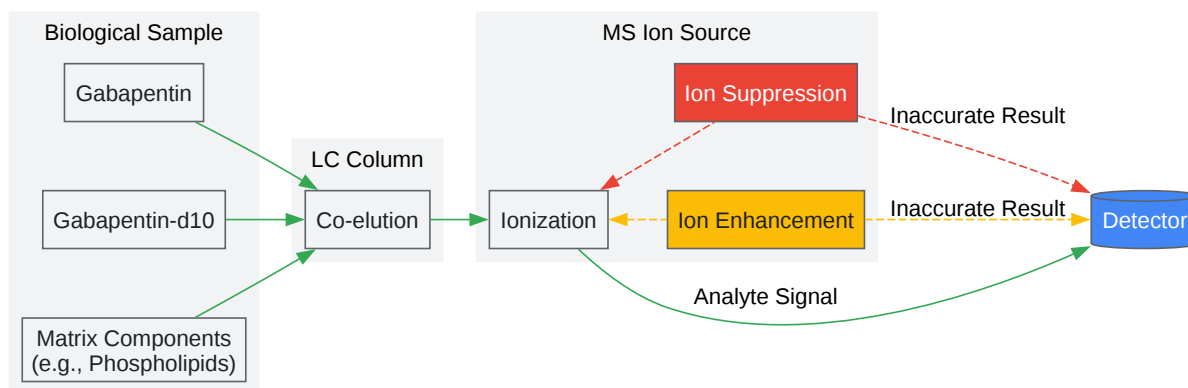 Biological Sample
MS Ion Source
Gabapentin
Ion Suppression
Inaccurate Result
LC Column
Gabapentin-d10
Co-elution
Ionization
Ion Enhancement
Inaccurate Result
Detector
Analyte Signal
Matrix Components
(e.g., Phospholipids)